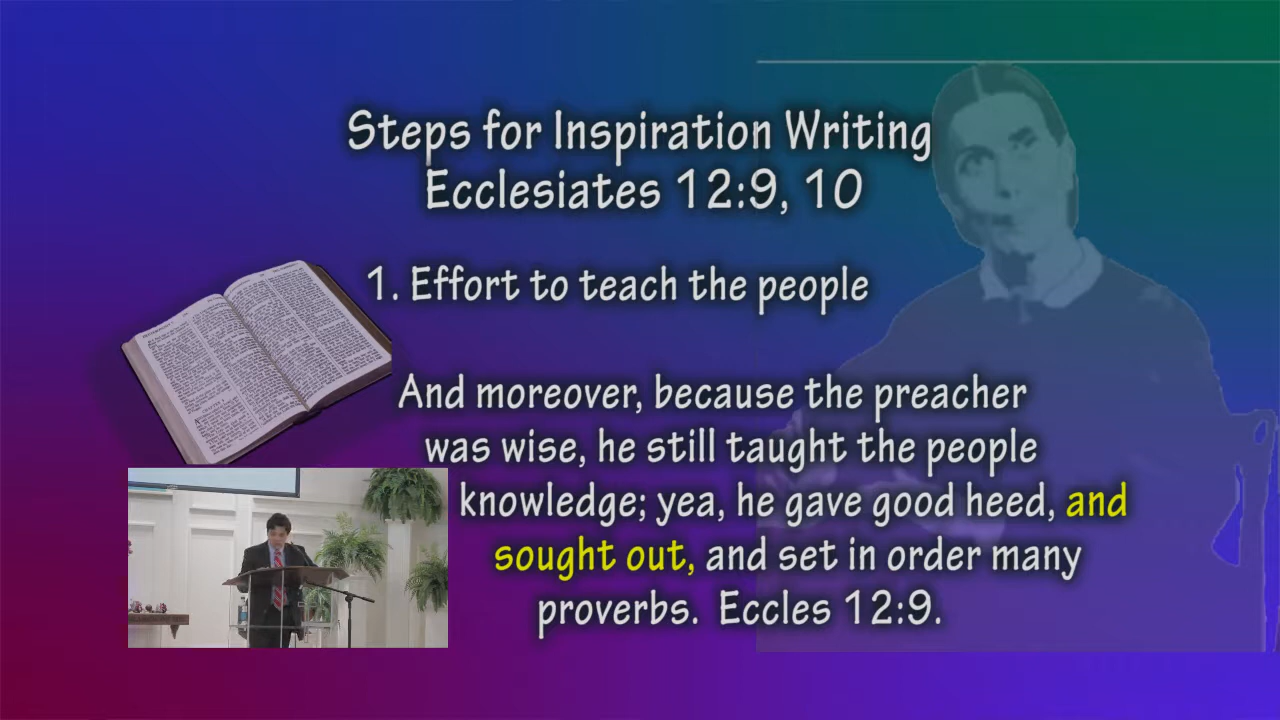 Steps for Inspiration Writing
Ecclesiates 12:9, 10
1. Effort to teach the people
And moreover, because the preacher
was wise, he still taught the people
knowledge; yea, he gave good heed, and
sought out, and set in order many
proverbs. Eccles 12:9.